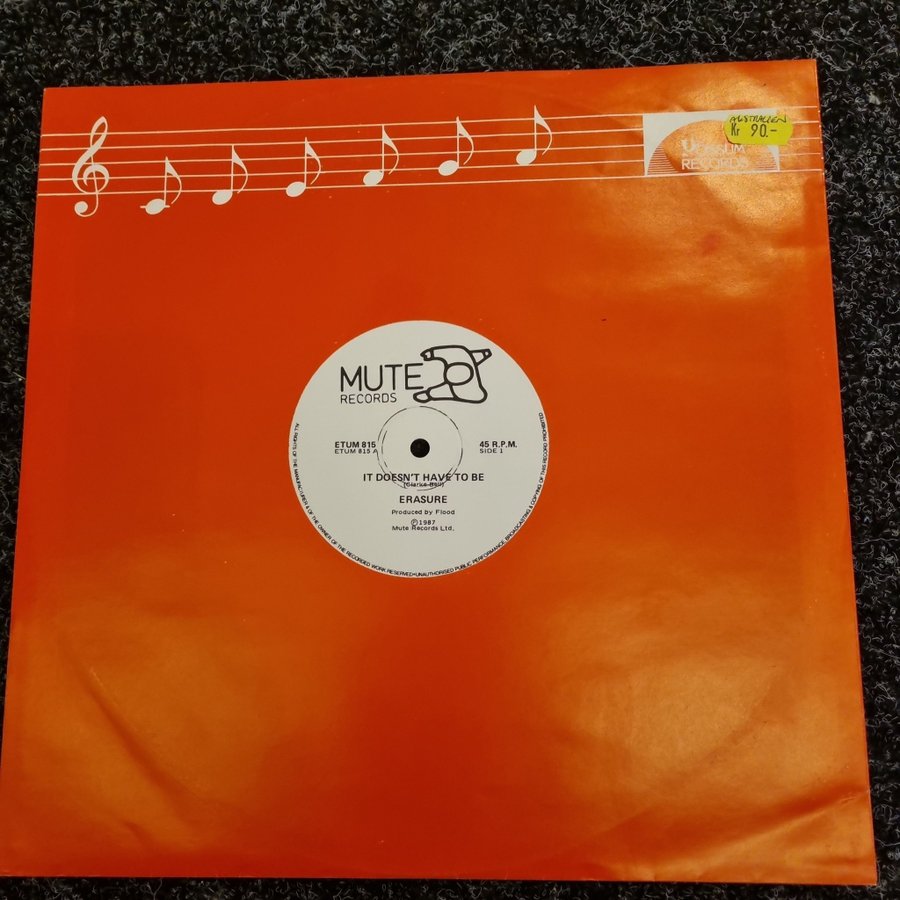 AUSTRALIEN
Kr 90.-
RECORDS
MUTE
RECORDS
ETUM 815
ETUM 815 A
45 R.P.M.
SIDE 1
IT DOESN'T HAVE TO BE
(Clarke Bell)
ERASURE
Produced by Flood
℗1987
Mute Records Ltd.
ALL RIGHTS OF THE MANUFACTURER & OF THE OWNER OF THE RECORDED WORK RESERVED•UNAUTHORISED PUBLIC PERFORMANCE BROADCASTING & COPYING OF THIS RECORD PROHIBITED